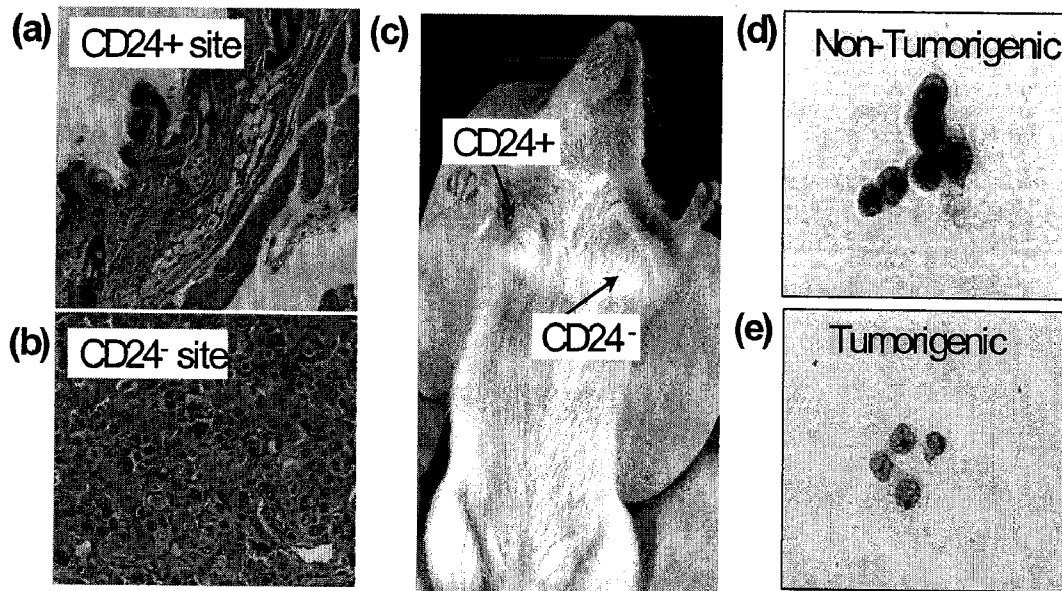 (a)
CD24+ site
(b)
CD24- site
(c)
CD24+
CD24-
(d)
Non-Tumorigenic
(e)
Tumorigenic